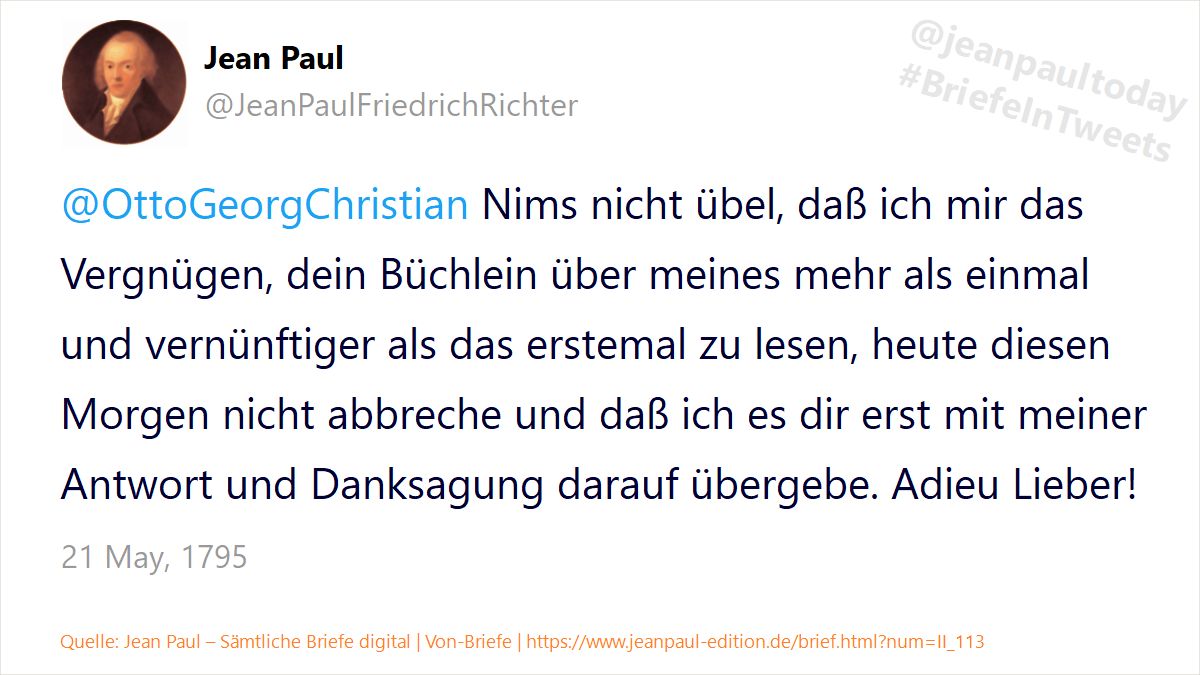 Jean Paul
@JeanPaulFriedrichRichter
@jeanpaultoday
#BriefeInTweets
@OttoGeorgChristian Nims nicht übel, daß ich mir das
Vergnügen, dein Büchlein über meines mehr als einmal
und vernünftiger als das erstemal zu lesen, heute diesen
Morgen nicht abbreche und daß ich es dir erst mit meiner
Antwort und Danksagung darauf übergebe. Adieu Lieber!
21 May, 1795
Quelle: Jean Paul – Sämtliche Briefe digital | Von-Briefe | https://www.jeanpaul-edition.de/brief.html?num=II_113